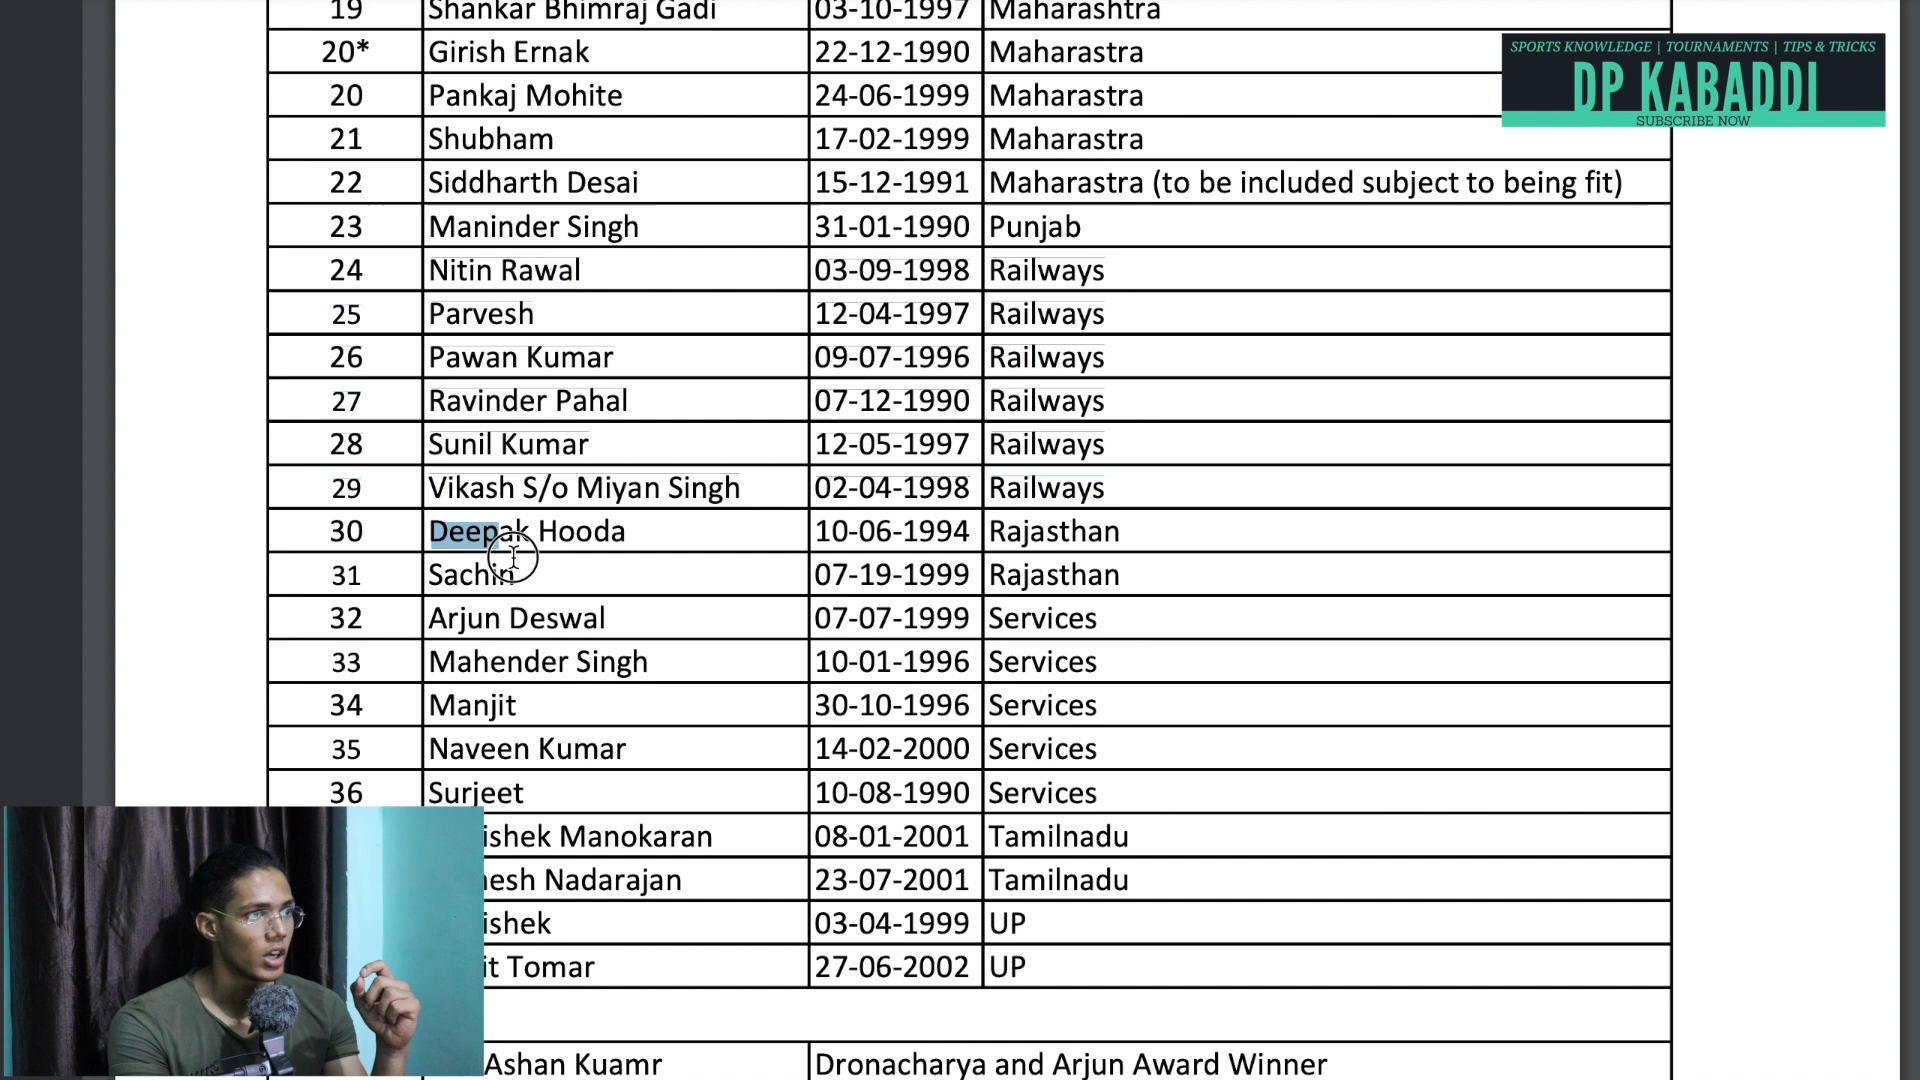 19 Shankar Bhimraj Gadi 03-10-1997 Maharashtra
20* Girish Ernak 22-12-1990 Maharastra
20 Pankaj Mohite 24-06-1999 Maharastra
21 Shubham 17-02-1999 Maharastra
22 Siddharth Desai 15-12-1991 Maharastra (to be included subject to being fit)
23 Maninder Singh 31-01-1990 Punjab
24 Nitin Rawal 03-09-1998 Railways
25 Parvesh 12-04-1997 Railways
26 Pawan Kumar 09-07-1996 Railways
27 Ravinder Pahal 07-12-1990 Railways
28 Sunil Kumar 12-05-1997 Railways
29 Vikash S/o Miyan Singh 02-04-1998 Railways
30 Deepak Hooda 10-06-1994 Rajasthan
31 Sachin 07-19-1999 Rajasthan
32 Arjun Deswal 07-07-1999 Services
33 Mahender Singh 10-01-1996 Services
34 Manjit 30-10-1996 Services
35 Naveen Kumar 14-02-2000 Services
36 Surjeet 10-08-1990 Services
ishek Manokaran 08-01-2001 Tamilnadu
esh Nadarajan 23-07-2001 Tamilnadu
ishek 03-04-1999 UP
it Tomar 27-06-2002 UP
Ashan Kuamr Dronacharya and Arjun Award Winner
SPORTS KNOWLEDGE | TOURNAMENTS | TIPS & TRICKS
DP KABADDI
SUBSCRIBE NOW